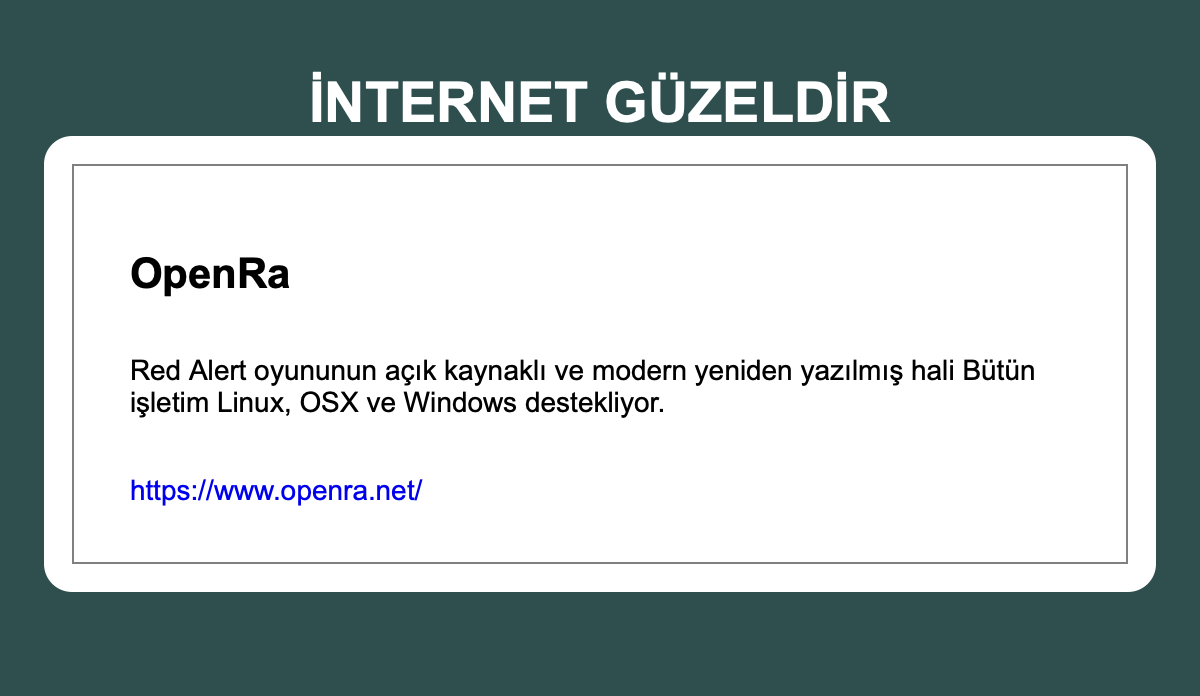 İNTERNET GÜZELDİR
OpenRa
Red Alert oyununun açık kaynaklı ve modern yeniden yazılmış hali Bütün
işletim Linux, OSX ve Windows destekliyor.
https://www.openra.net/